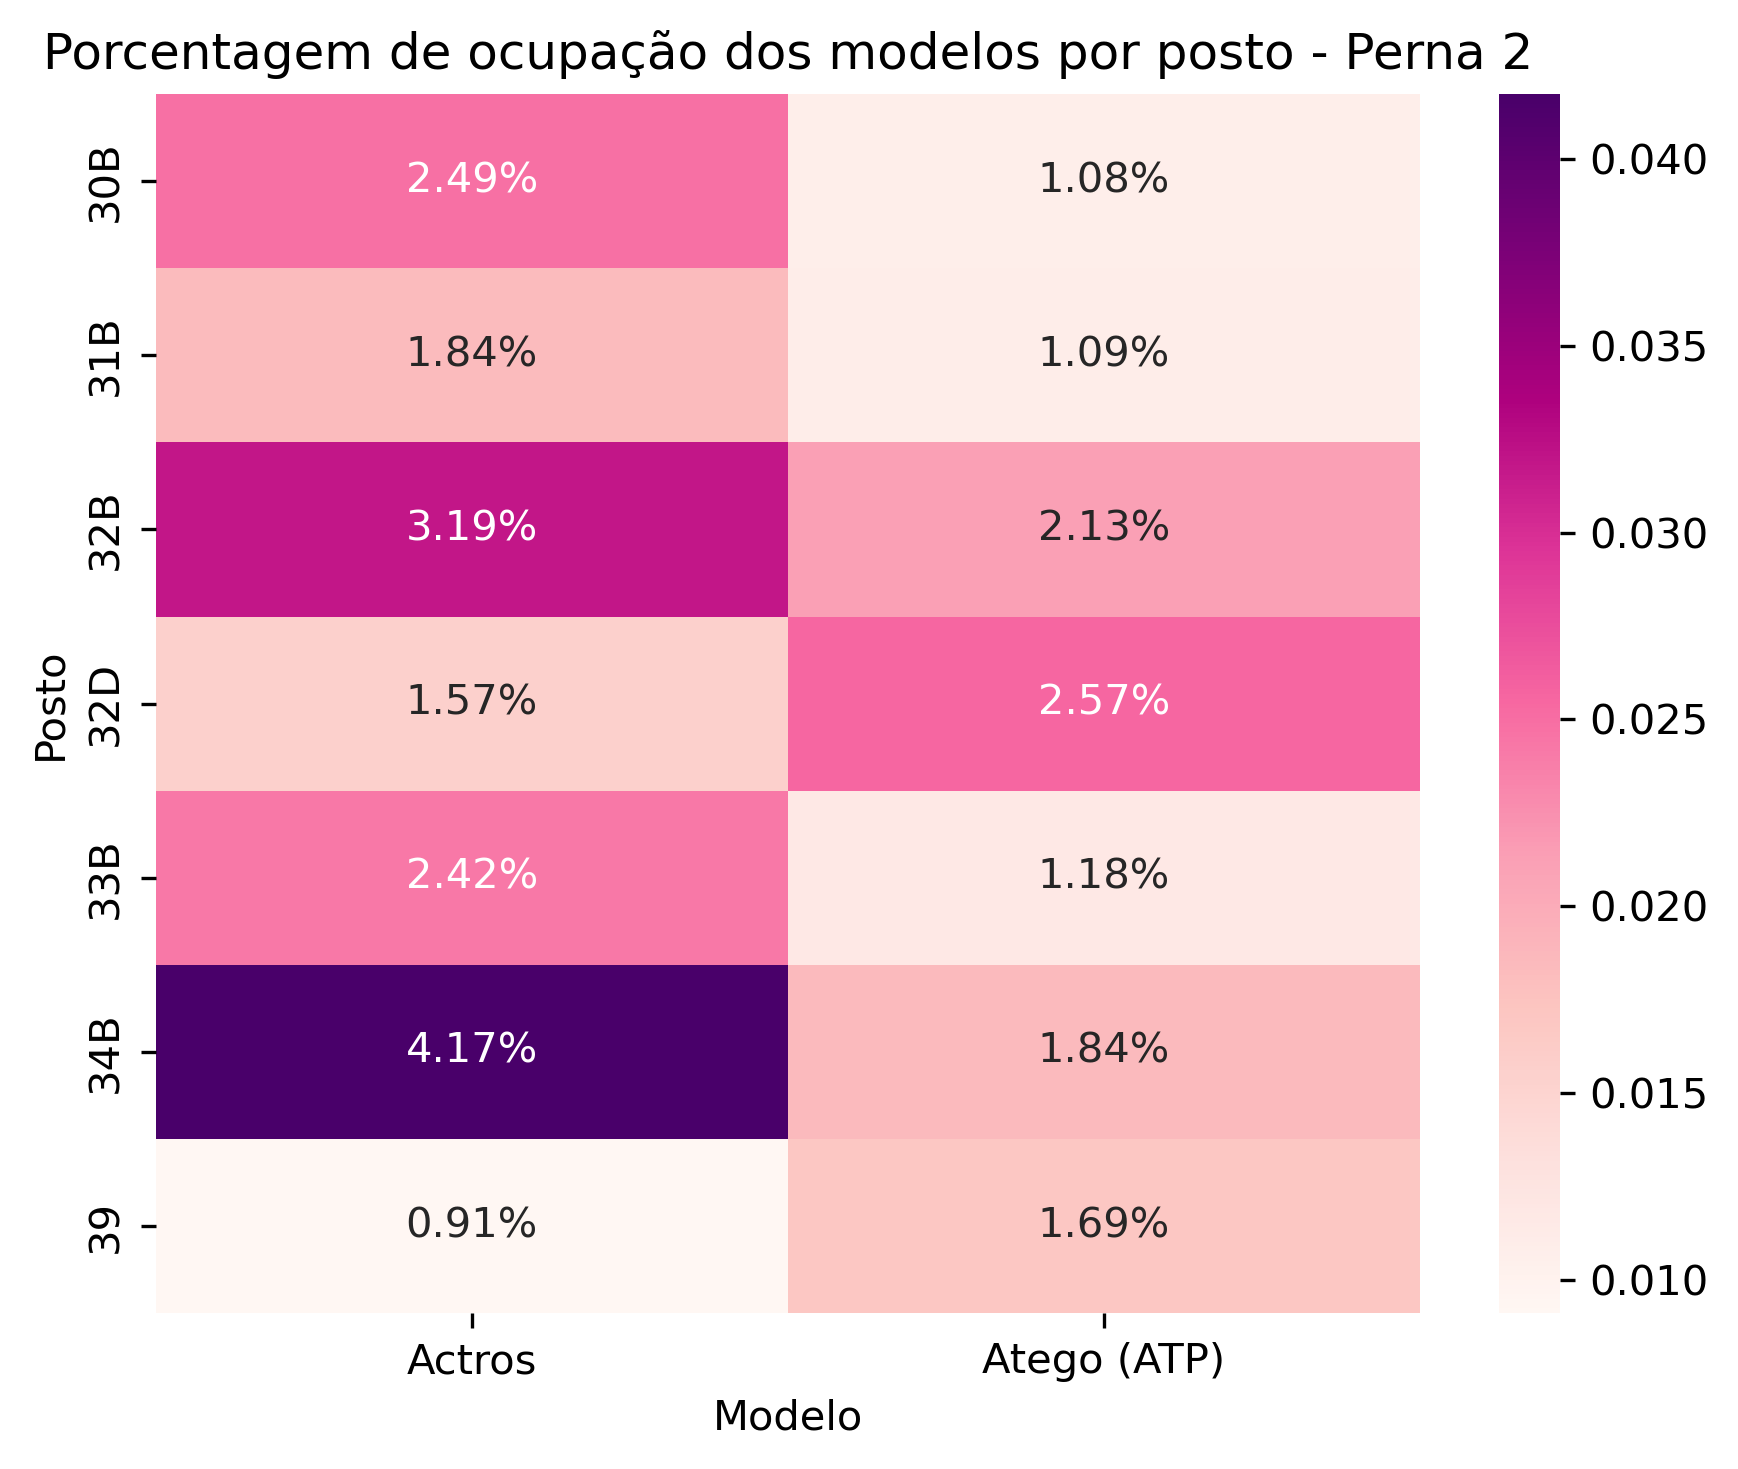 Porcentagem de ocupação dos modelos por posto - Perna 2
Posto
30B 2.49% 1.08%
31B 1.84% 1.09%
32B 3.19% 2.13%
32D 1.57% 2.57%
33B 2.42% 1.18%
34B 4.17% 1.84%
39 0.91% 1.69%
Actros Atego (ATP)
Modelo
0.040
0.035
0.030
0.025
0.020
0.015
0.010